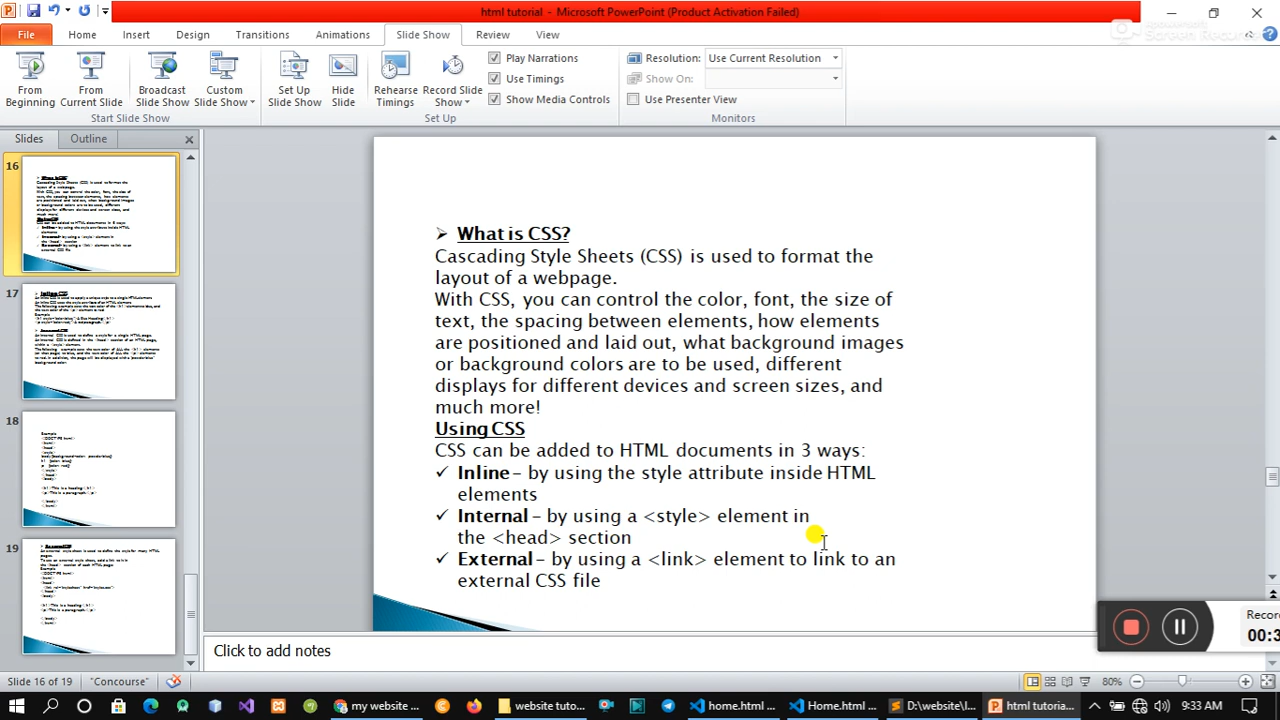 html tutorial - Microsoft PowerPoint (Product Activation Failed)
File Home Insert Design Transitions Animations Slide Show Review View
From Beginning
From Current Slide
Broadcast Slide Show
Custom Slide Show
Set Up Slide Show
Hide Slide
Rehearse Timings
Record Slide Show
Play Narrations
Use Timings
Show Media Controls
Resolution: Use Current Resolution
Show On:
Use Presenter View
Start Slide Show
Set Up
Monitors
Slides Outline
16
17
18
19
What is CSS?
Cascading Style Sheets (CSS) is used to format the
layout of a webpage.
With CSS, you can control the color, font, the size of
text, the spacing between elements, how elements
are positioned and laid out, what background images
or background colors are to be used, different
displays for different devices and screen sizes, and
much more!
Using CSS
CSS can be added to HTML documents in 3 ways:
✓ Inline - by using the style attribute inside HTML
elements
✓ Internal - by using a <style> element in
the <head> section
✓ External - by using a <link> element to link to an
external CSS file
Click to add notes
Recor
00:3
Slide 16 of 19 "Concourse" 80%
my website ... website tuto... home.html ... Home.html ... D:\website\l... html tutoria...
9:33 AM